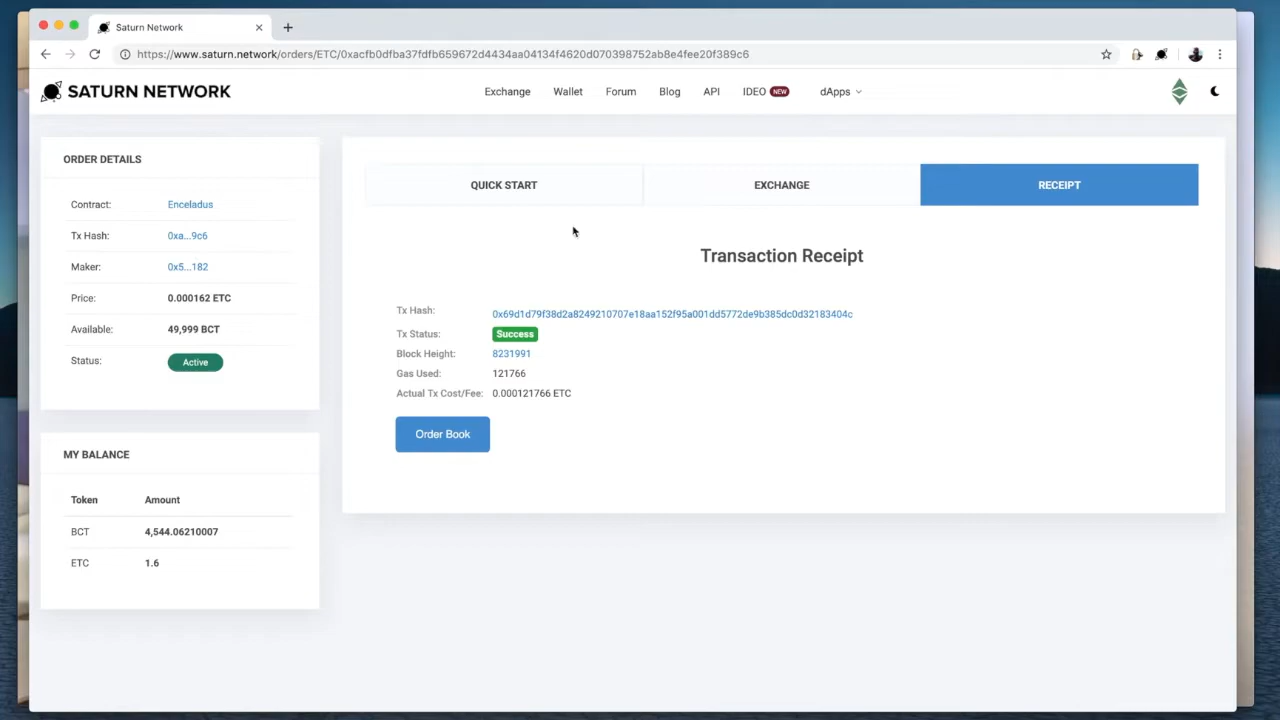 Saturn Network
https://www.saturn.network/orders/ETC/0xacfb0dfba37fdfb659672d4434aa04134f4620d070398752ab8e4fee20f389c6
SATURN NETWORK
Exchange Wallet Forum Blog API IDEO NEW dApps
ORDER DETAILS
Contract: Enceladus
Tx Hash: 0xa...9c6
Maker: 0x5...182
Price: 0.000162 ETC
Available: 49,999 BCT
Status: Active
MY BALANCE
Token Amount
BCT 4,544.06210007
ETC 1.6
QUICK START EXCHANGE RECEIPT
Transaction Receipt
Tx Hash: 0x69d1d79f38d2a8249210707e18aa152f95a001dd5772de9b385dc0d32183404c
Tx Status: Success
Block Height: 8231991
Gas Used: 121766
Actual Tx Cost/Fee: 0.000121766 ETC
Order Book